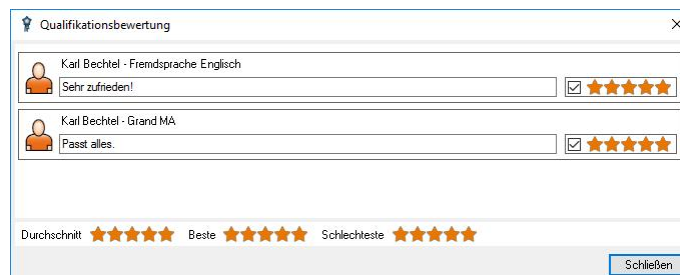 Qualifikationsbewertung
Karl Bechtel - Fremdsprache Englisch
Sehr zufrieden!
Karl Bechtel - Grand MA
Passt alles.
Durchschnitt Beste Schlechteste
Schließen